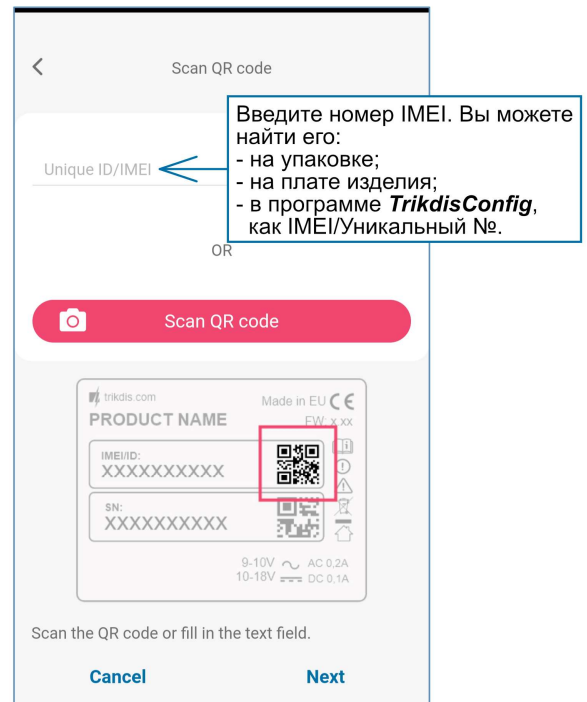 Scan QR code
Введите номер IMEI. Вы можете
найти его:
- на упаковке;
- на плате изделия;
- в программе TrikdisConfig,
как IMEI/Уникальный №.
Unique ID/IMEI
OR
Scan QR code
trikdis.com
Made in EU CE
PRODUCT NAME
FW: x.xx
IMEI/ID:
XXXXXXXXXX
SN:
XXXXXXXXXX
9-10V AC 0,2A
10-18V DC 0,1A
Scan the QR code or fill in the text field.
Cancel Next